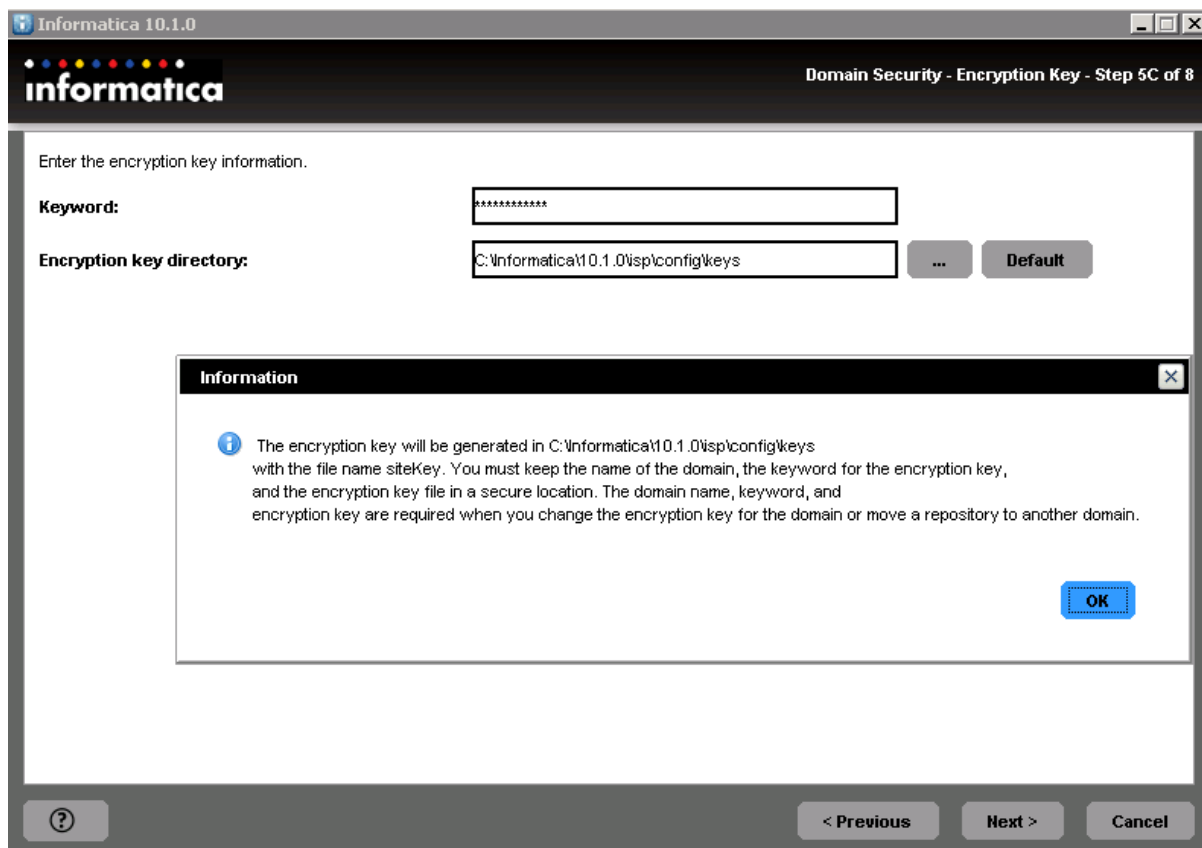 Informatica 10.1.0
informatica
Domain Security - Encryption Key - Step 5C of 8
Enter the encryption key information.
Keyword: ************
Encryption key directory: C:\Informatica\10.1.0\isp\config\keys ... Default
Information
The encryption key will be generated in C:\Informatica\10.1.0\isp\config\keys
with the file name siteKey. You must keep the name of the domain, the keyword for the encryption key,
and the encryption key file in a secure location. The domain name, keyword, and
encryption key are required when you change the encryption key for the domain or move a repository to another domain.
OK
? < Previous Next > Cancel